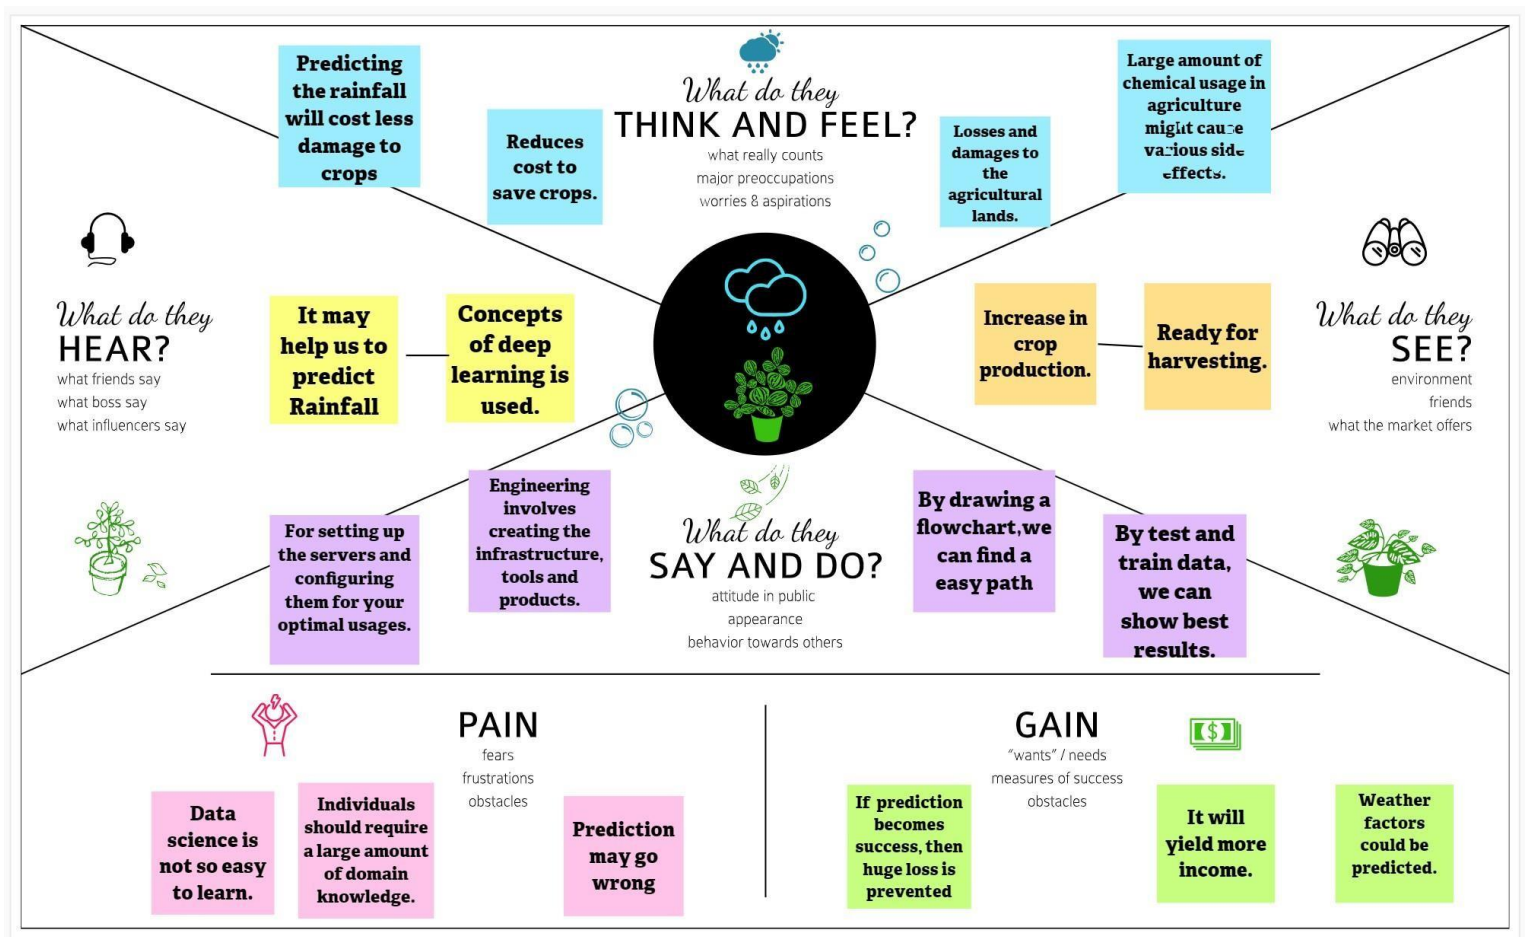 What do they
THINK AND FEEL?
what really counts
major preoccupations
worries & aspirations
Predicting
the rainfall
will cost less
damage to
crops
Reduces
cost to
save crops.
Losses and
damages to
the
agricultural
lands.
Large amount of
chemical usage in
agriculture
might cause
various side
effects.
What do they
HEAR?
what friends say
what boss say
what influencers say
It may
help us to
predict
Rainfall
Concepts
of deep
learning is
used.
Increase in
crop
production.
Ready for
harvesting.
What do they
SEE?
environment
friends
what the market offers
What do they
SAY AND DO?
attitude in public
appearance
behavior towards others
For setting up
the servers and
configuring
them for your
optimal usages.
Engineering
involves
creating the
infrastructure,
tools and
products.
By drawing a
flowchart,we
can find a
easy path
By test and
train data,
we can
show best
results.
PAIN
fears
frustrations
obstacles
Data
science is
not so easy
to learn.
Individuals
should require
a large amount
of domain
knowledge.
Prediction
may go
wrong
GAIN
"wants" / needs
measures of success
obstacles
If prediction
becomes
success, then
huge loss is
prevented
It will
yield more
income.
Weather
factors
could be
predicted.